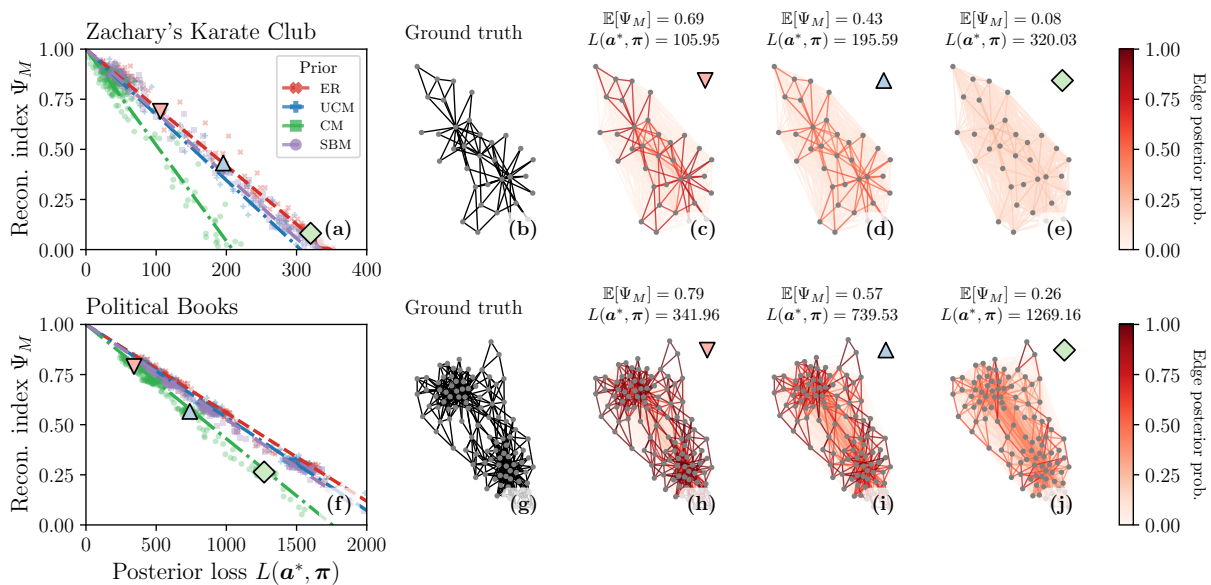 Zachary's Karate Club
Recon. index Ψ_M
1.00
0.75
0.50
0.25
0.00
0
100
200
300
400
Prior
ER
UCM
CM
SBM
(a)
Ground truth
(b)
𝔼[Ψ_M] = 0.69
L(a*, π) = 105.95
(c)
𝔼[Ψ_M] = 0.43
L(a*, π) = 195.59
(d)
𝔼[Ψ_M] = 0.08
L(a*, π) = 320.03
(e)
1.00
0.75
0.50
0.25
0.00
Edge posterior prob.
Political Books
Recon. index Ψ_M
1.00
0.75
0.50
0.25
0.00
0
500
1000
1500
2000
Posterior loss L(a*, π)
(f)
Ground truth
(g)
𝔼[Ψ_M] = 0.79
L(a*, π) = 341.96
(h)
𝔼[Ψ_M] = 0.57
L(a*, π) = 739.53
(i)
𝔼[Ψ_M] = 0.26
L(a*, π) = 1269.16
(j)
1.00
0.75
0.50
0.25
0.00
Edge posterior prob.